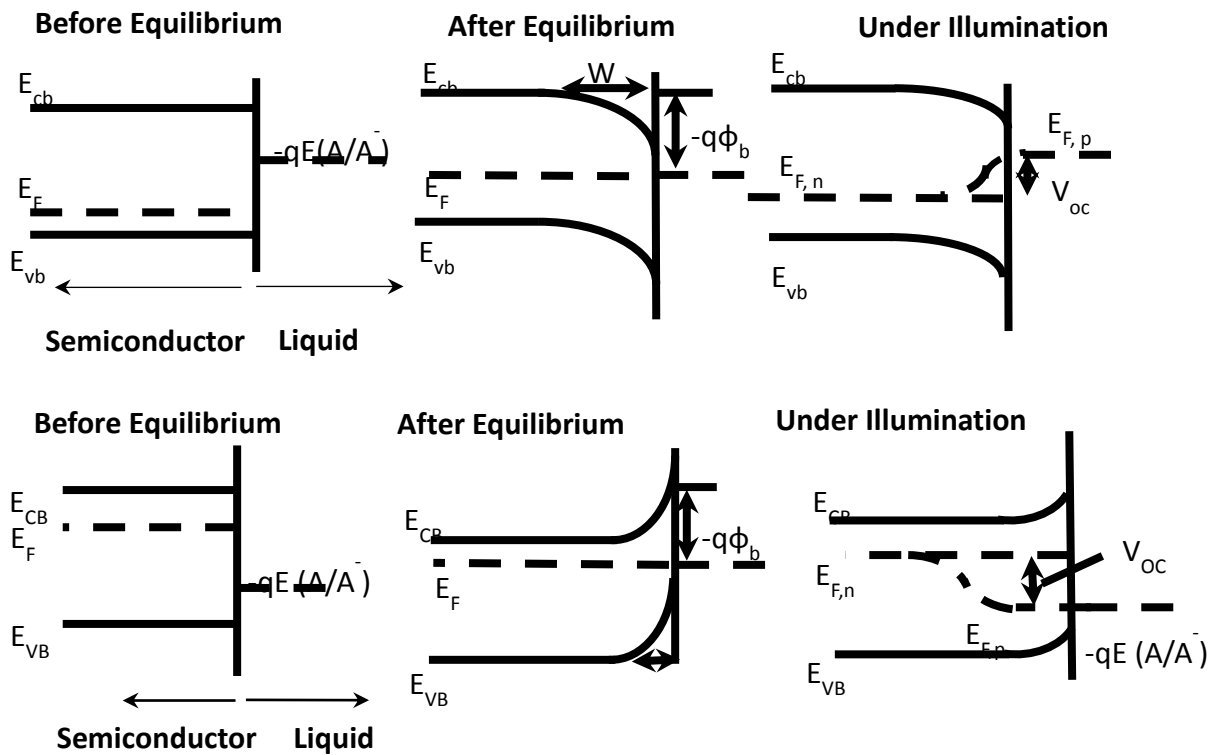 Before Equilibrium
After Equilibrium
Under Illumination
E_cb
-qE(A/A⁻)
E_F
E_vb
Semiconductor
Liquid
E_cb
W
-qϕ_b
E_F
E_vb
E_cb
E_F, p
E_F, n
V_oc
E_vb
Before Equilibrium
After Equilibrium
Under Illumination
E_CB
E_F
-qE (A/A⁻)
E_VB
Semiconductor
Liquid
E_CB
-qϕ_b
E_F
E_VB
E_CB
V_OC
E_F,n
E_F,p
-qE (A/A⁻)
E_VB